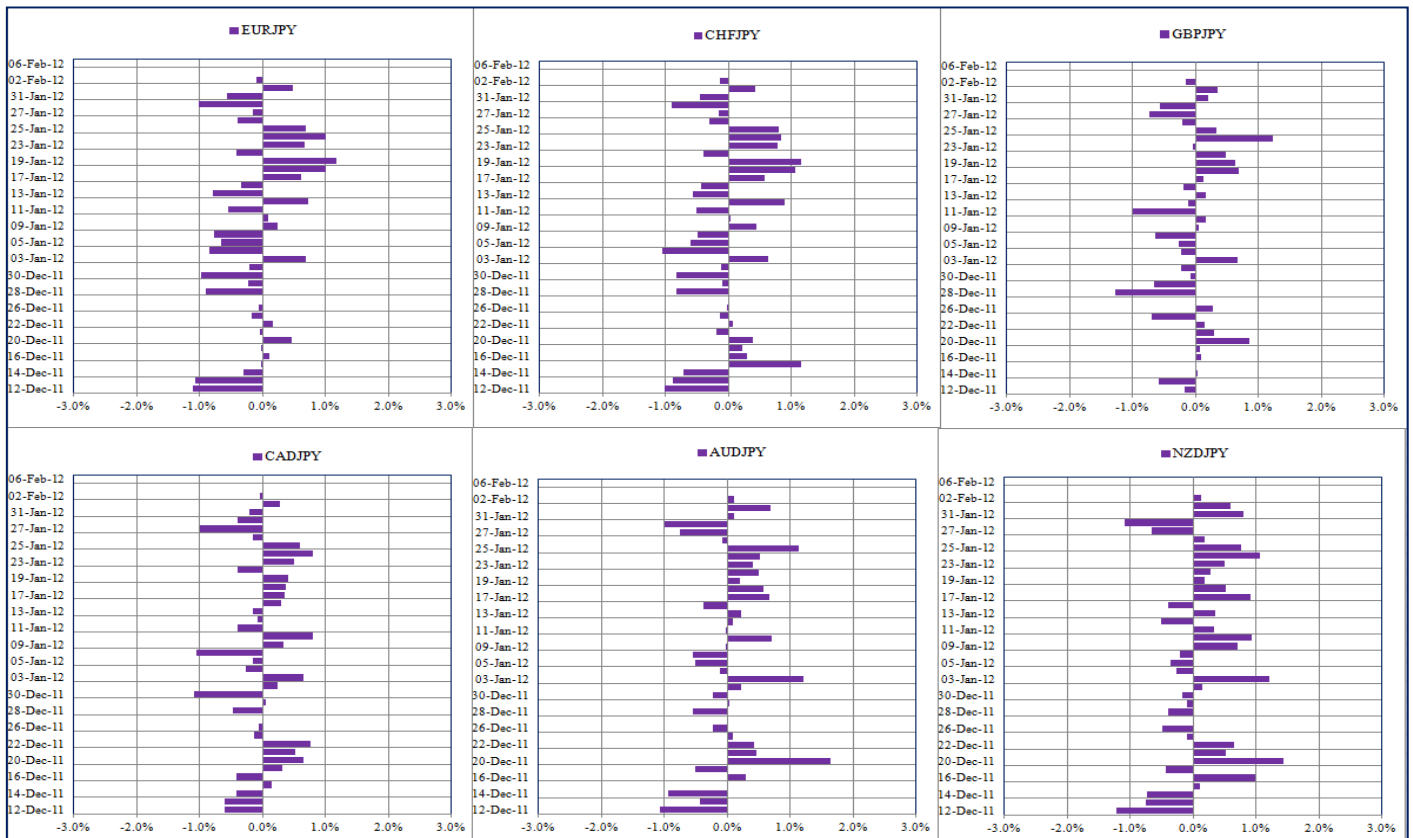 EURJPY
06-Feb-12
02-Feb-12
31-Jan-12
27-Jan-12
25-Jan-12
23-Jan-12
19-Jan-12
17-Jan-12
13-Jan-12
11-Jan-12
09-Jan-12
05-Jan-12
03-Jan-12
30-Dec-11
28-Dec-11
26-Dec-11
22-Dec-11
20-Dec-11
16-Dec-11
14-Dec-11
12-Dec-11
-3.0% -2.0% -1.0% 0.0% 1.0% 2.0% 3.0%
CHFJPY
06-Feb-12
02-Feb-12
31-Jan-12
27-Jan-12
25-Jan-12
23-Jan-12
19-Jan-12
17-Jan-12
13-Jan-12
11-Jan-12
09-Jan-12
05-Jan-12
03-Jan-12
30-Dec-11
28-Dec-11
26-Dec-11
22-Dec-11
20-Dec-11
16-Dec-11
14-Dec-11
12-Dec-11
-3.0% -2.0% -1.0% 0.0% 1.0% 2.0% 3.0%
GBPJPY
06-Feb-12
02-Feb-12
31-Jan-12
27-Jan-12
25-Jan-12
23-Jan-12
19-Jan-12
17-Jan-12
13-Jan-12
11-Jan-12
09-Jan-12
05-Jan-12
03-Jan-12
30-Dec-11
28-Dec-11
26-Dec-11
22-Dec-11
20-Dec-11
16-Dec-11
14-Dec-11
12-Dec-11
-3.0% -2.0% -1.0% 0.0% 1.0% 2.0% 3.0%
CADJPY
06-Feb-12
02-Feb-12
31-Jan-12
27-Jan-12
25-Jan-12
23-Jan-12
19-Jan-12
17-Jan-12
13-Jan-12
11-Jan-12
09-Jan-12
05-Jan-12
03-Jan-12
30-Dec-11
28-Dec-11
26-Dec-11
22-Dec-11
20-Dec-11
16-Dec-11
14-Dec-11
12-Dec-11
-3.0% -2.0% -1.0% 0.0% 1.0% 2.0% 3.0%
AUDJPY
06-Feb-12
02-Feb-12
31-Jan-12
27-Jan-12
25-Jan-12
23-Jan-12
19-Jan-12
17-Jan-12
13-Jan-12
11-Jan-12
09-Jan-12
05-Jan-12
03-Jan-12
30-Dec-11
28-Dec-11
26-Dec-11
22-Dec-11
20-Dec-11
16-Dec-11
14-Dec-11
12-Dec-11
-3.0% -2.0% -1.0% 0.0% 1.0% 2.0% 3.0%
NZDJPY
06-Feb-12
02-Feb-12
31-Jan-12
27-Jan-12
25-Jan-12
23-Jan-12
19-Jan-12
17-Jan-12
13-Jan-12
11-Jan-12
09-Jan-12
05-Jan-12
03-Jan-12
30-Dec-11
28-Dec-11
26-Dec-11
22-Dec-11
20-Dec-11
16-Dec-11
14-Dec-11
12-Dec-11
-3.0% -2.0% -1.0% 0.0% 1.0% 2.0% 3.0%